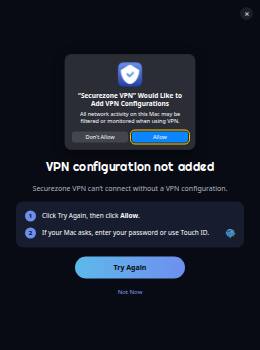 "Securezone VPN" Would Like to
Add VPN Configurations
All network activity on this Mac may be
filtered or monitored when using VPN.
Don't Allow
Allow
VPN configuration not added
Securezone VPN can't connect without a VPN configuration.
1 Click Try Again, then click Allow.
2 If your Mac asks, enter your password or use Touch ID.
Try Again
Not Now